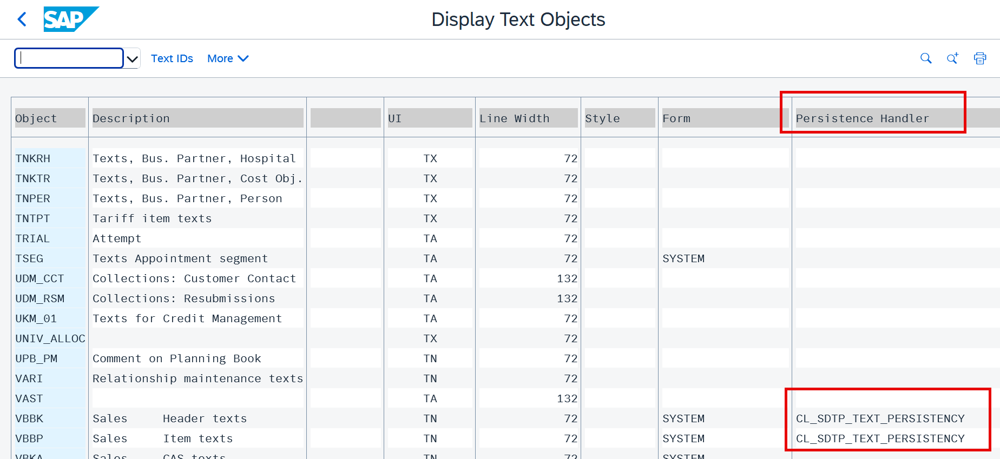 SAP Display Text Objects
Text IDs More
Object Description UI Line Width Style Form Persistence Handler
TNKRH Texts, Bus. Partner, Hospital TX 72
TNKTR Texts, Bus. Partner, Cost Obj. TX 72
TNPER Texts, Bus. Partner, Person TX 72
TNTPT Tariff item texts TX 72
TRIAL Attempt TA 72
TSEG Texts Appointment segment TA 72 SYSTEM
UDM_CCT Collections: Customer Contact TA 132
UDM_RSM Collections: Resubmissions TA 132
UKM_01 Texts for Credit Management TA 72
UNIV_ALLOC TX 72
UPB_PM Comment on Planning Book TN 72
VARI Relationship maintenance texts TN 72
VAST TA 132
VBBK Sales Header texts TN 72 SYSTEM CL_SDTP_TEXT_PERSISTENCY
VBBP Sales Item texts TN 72 SYSTEM CL_SDTP_TEXT_PERSISTENCY
VBKA Sales CAS texts TN 72 SYSTEM